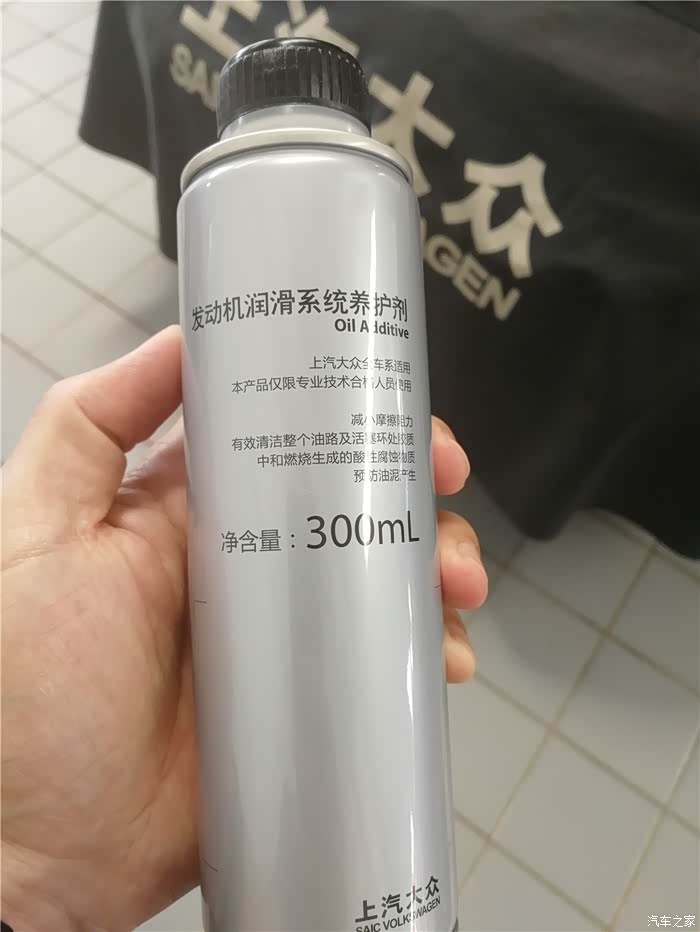 上汽大众
SAIC VOLKSWAGEN
发动机润滑系统养护剂
Oil Additive
上汽大众全车系适用
本产品仅限专业技术合格人员使用
减小摩擦阻力
有效清洁整个油路及活塞环处胶质
中和燃烧生成的酸性腐蚀物质
预防油泥产生
净含量：300mL
上汽大众
SAIC VOLKSWAGEN
汽车之家